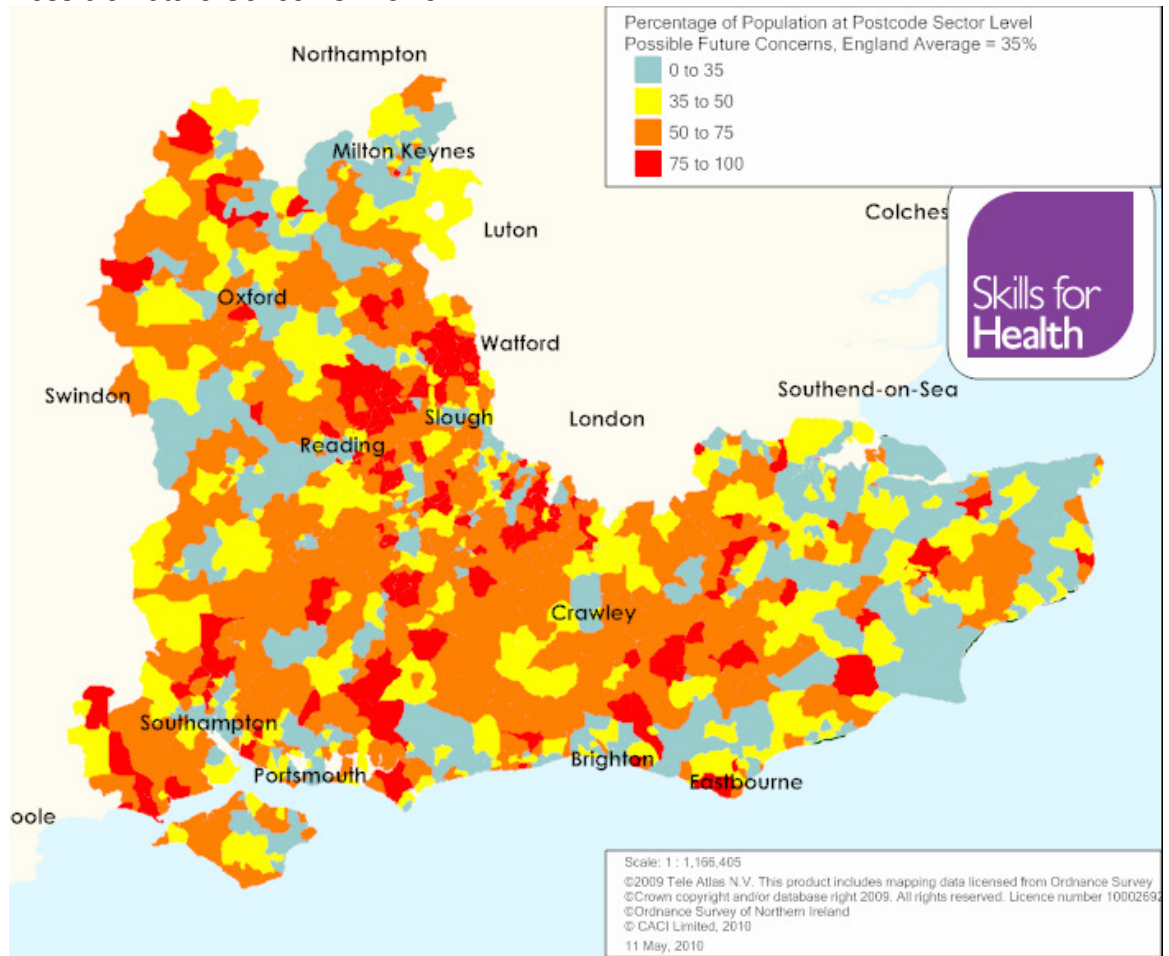 Northampton
Percentage of Population at Postcode Sector Level
Possible Future Concerns, England Average = 35%
0 to 35
35 to 50
50 to 75
75 to 100
Milton Keynes
Colches
Luton
Skills for
Health
Oxford
Watford
Swindon
Southend-on-Sea
Slough
London
Reading
Crawley
Southampton
Brighton
Portsmouth
Eastbourne
oole
Scale: 1 : 1,166,405
©2009 Tele Atlas N.V. This product includes mapping data licensed from Ordnance Survey
©Crown copyright and/or database right 2009. All rights reserved. Licence number 10002692
©Ordnance Survey of Northern Ireland
© CACI Limited, 2010
11 May, 2010